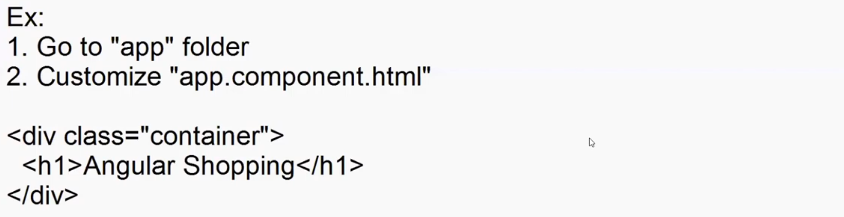 Ex:
1. Go to "app" folder
2. Customize "app.component.html"
<div class="container">
<h1>Angular Shopping</h1>
</div>